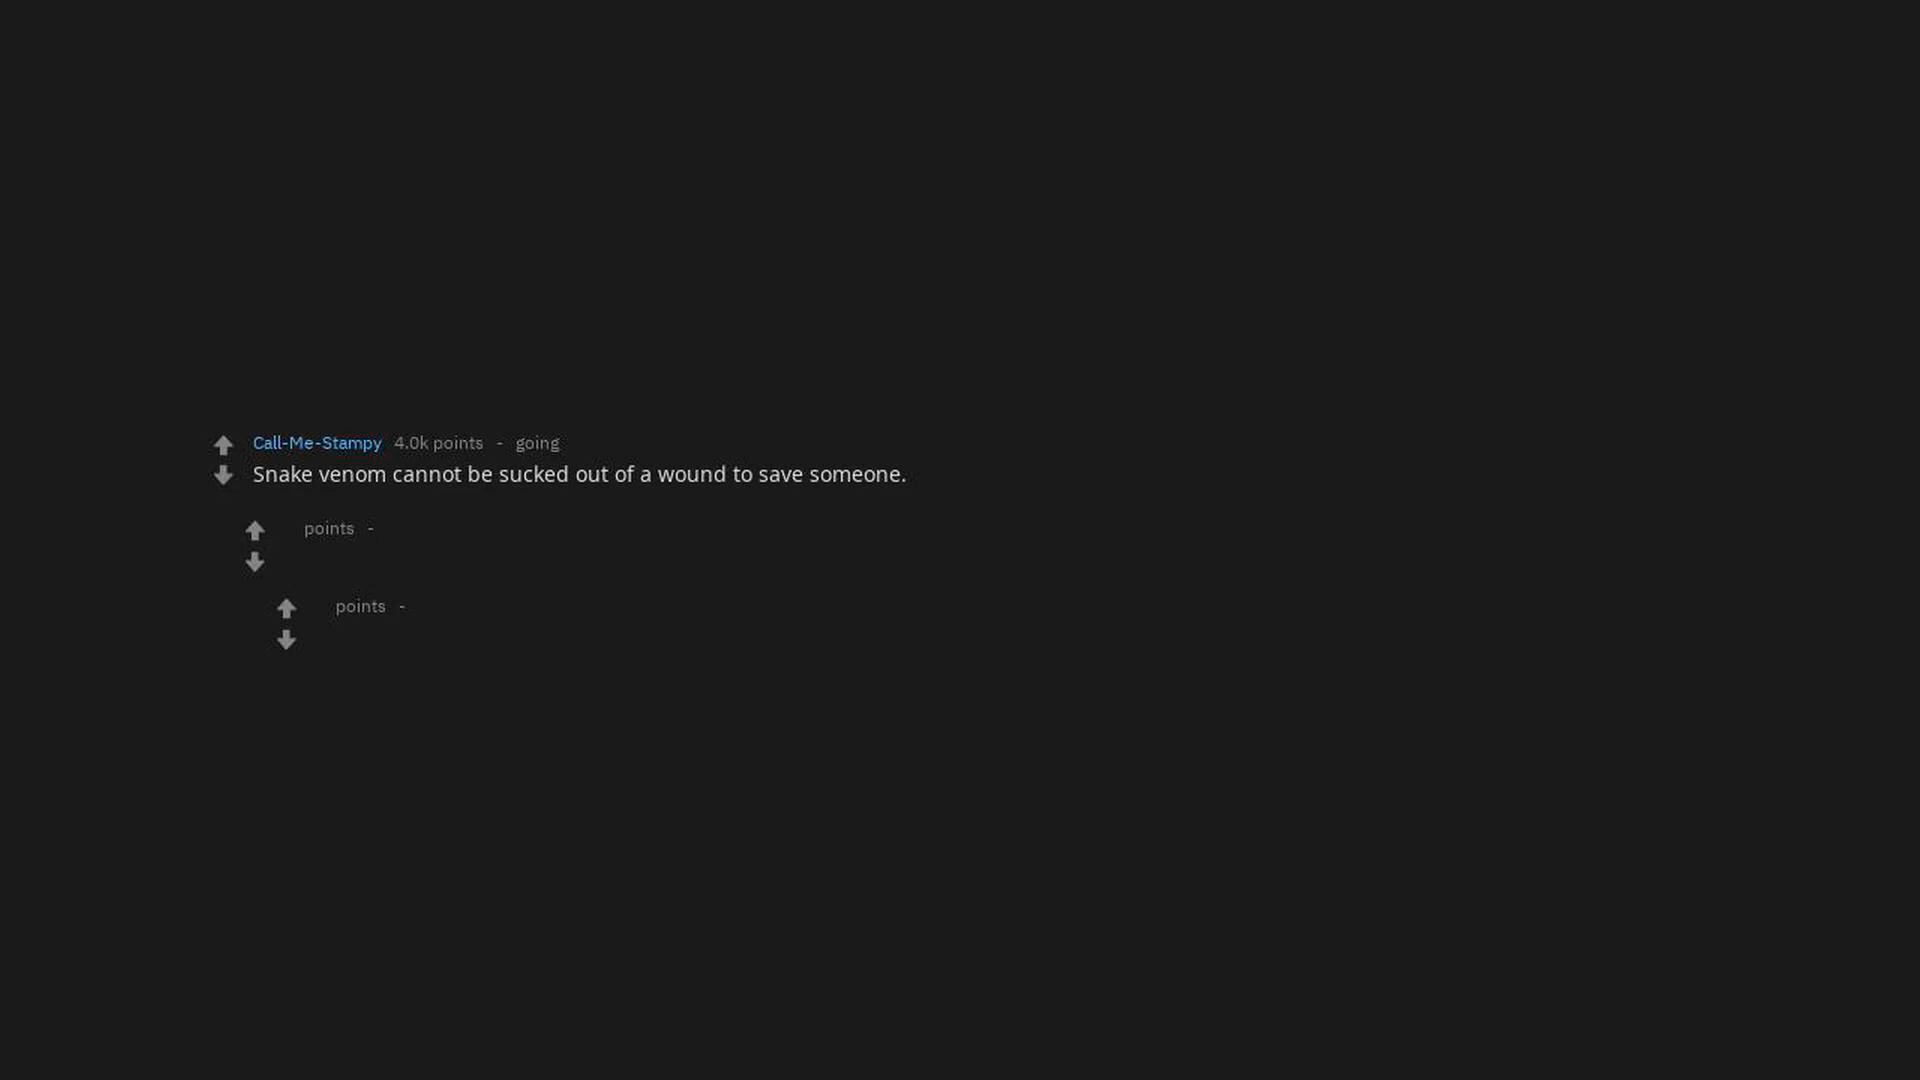 Call-Me-Stampy 4.0k points - going
Snake venom cannot be sucked out of a wound to save someone.
points -
points -